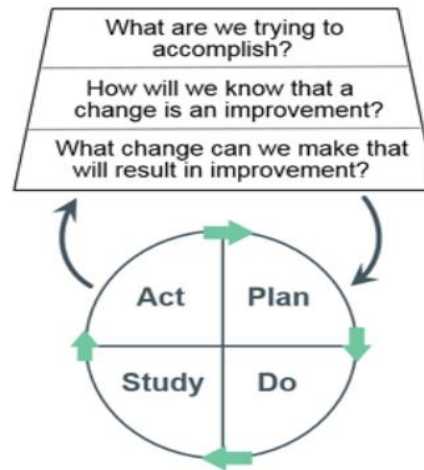 What are we trying to
accomplish?
How will we know that a
change is an improvement?
What change can we make that
will result in improvement?
Act
Plan
Study
Do